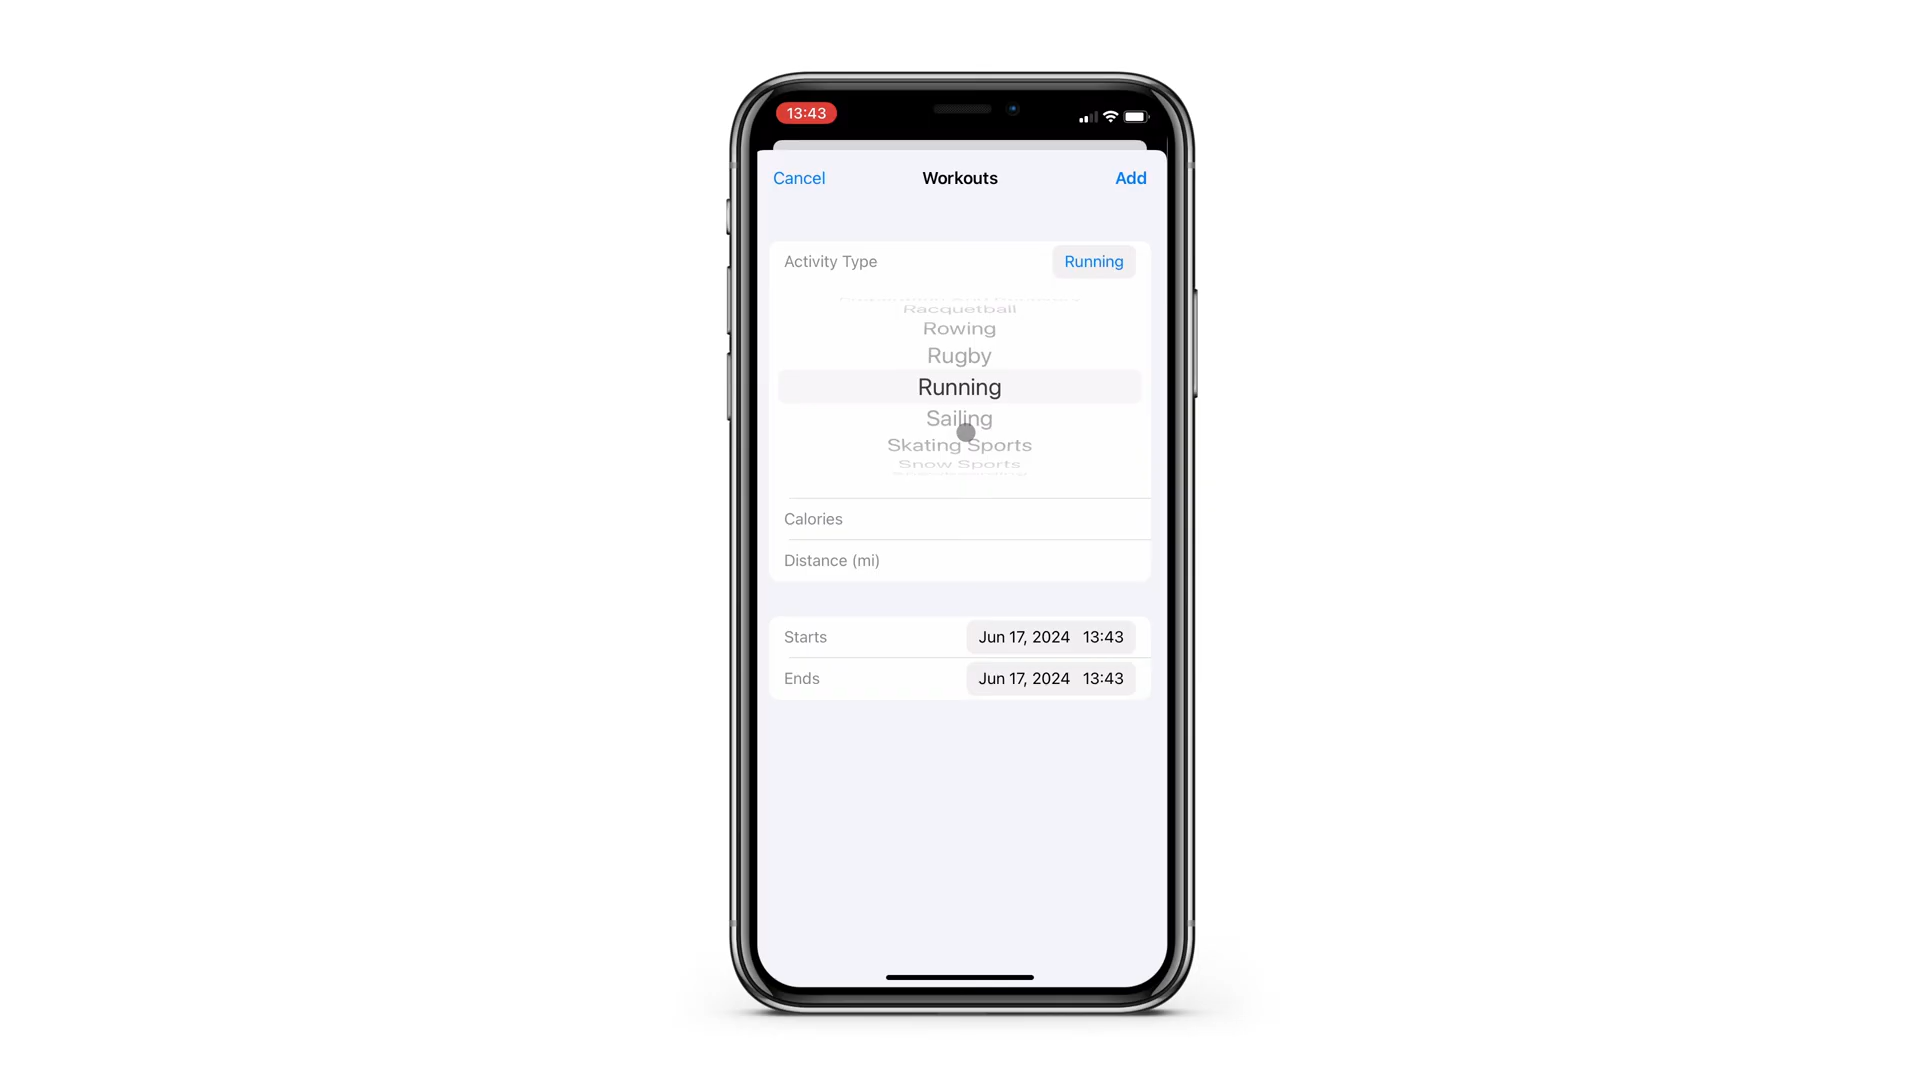 13:43
Cancel Workouts Add
Activity Type Running
Racquetball
Rowing
Rugby
Running
Sailing
Skating Sports
Snow Sports
Calories
Distance (mi)
Starts Jun 17, 2024 13:43
Ends Jun 17, 2024 13:43